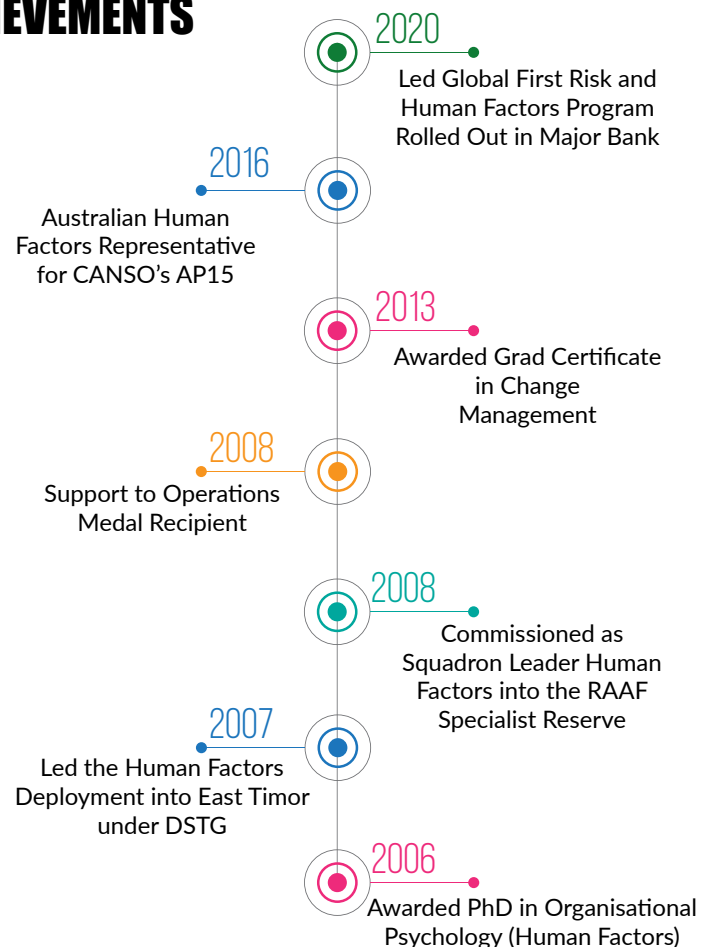 IEVEMENTS
2020
Led Global First Risk and
Human Factors Program
Rolled Out in Major Bank
2016
Australian Human
Factors Representative
for CANSO's AP15
2013
Awarded Grad Certificate
in Change
Management
2008
Support to Operations
Medal Recipient
2008
Commissioned as
Squadron Leader Human
Factors into the RAAF
Specialist Reserve
2007
Led the Human Factors
Deployment into East Timor
under DSTG
2006
Awarded PhD in Organisational
Psychology (Human Factors)